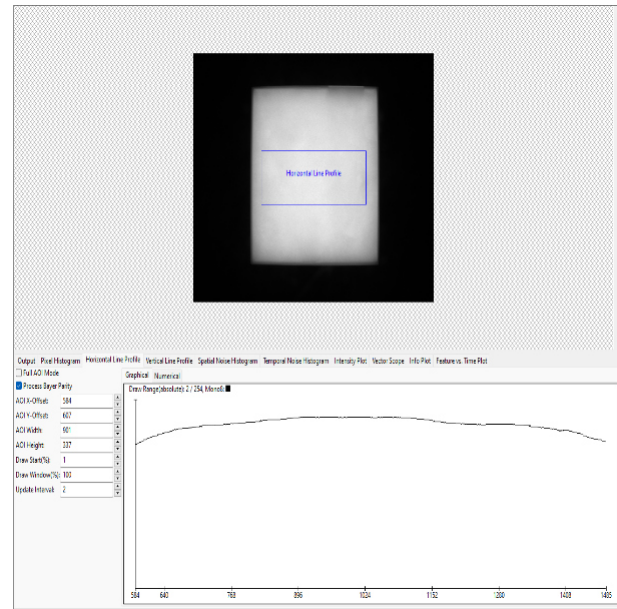 Horizontal Line Profile
Output Pixel Histogram Horizontal Line Profile Vertical Line Profile Spatial Noise Histogram Temporal Noise Histogram Intensity Plot Vector Scope Info Plot Feature vs. Time Plot
Full AOI Mode
Process Bayer Parity
AOI X-Offset: 584
AOI Y-Offset: 607
AOI Width: 901
AOI Height: 337
Draw Start(%): 1
Draw Window(%): 100
Update Interval: 2
Graphical Numerical
Draw Range(absolute): 2 / 254, Mono8:
584 640 768 896 1024 1152 1280 1408 1485